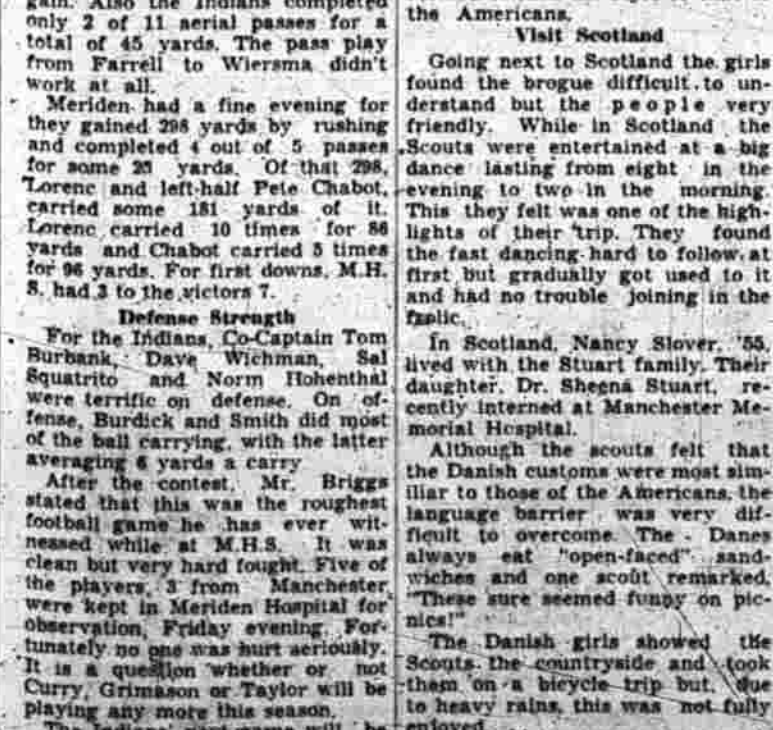 gain. Also the Indians completed
only 2 of 11 aerial passes for a
total of 45 yards. The pass play
from Farrell to Wiersma didn't
work at all.
Meriden had a fine evening for
they gained 298 yards by rushing
and completed 4 out of 5 passes
for some yards. Of that 298,
Lorenc and left-half Pete Chabot,
carried some 181 yards of it.
Lorenc carried 10 times for 86
yards and Chabot carried 5 times
for 96 yards. For first downs, M.H.
S. had 3 to the victors 7.
Defense Strength
For the Indians, Co-Captain Tom
Burbank, Dave Wichman, Sal
Squatrito and Norm Hohenthal
were terrific on defense. On of-
fense, Burdick and Smith did most
of the ball carrying, with the latter
averaging 6 yards a carry
After the contest, Mr. Briggs
stated that this was the roughest
football game he has ever wit-
nessed while at M.H.S. It was
clean but very hard fought. Five of
the players, 3 from Manchester,
were kept in Meriden Hospital for
observation, Friday evening. For-
tunately no one was hurt seriously.
It is a question whether or not
Curry, Grimason or Taylor will be
playing any more this season.
The Indians' next game will be
the Americans.
Visit Scotland
Going next to Scotland the girls
found the brogue difficult to un-
derstand but the people very
friendly. While in Scotland the
Scouts were entertained at a big
dance lasting from eight in the
evening to two in the morning.
This they felt was one of the high-
lights of their trip. They found
the fast dancing hard to follow at
first but gradually got used to it
and had no trouble joining in the
frolic.
In Scotland, Nancy Slover, '55,
lived with the Stuart family. Their
daughter, Dr. Sheena Stuart, re-
cently interned at Manchester Me-
morial Hospital.
Although the scouts felt that
the Danish customs were most sim-
iliar to those of the Americans, the
language barrier was very dif-
ficult to overcome. The Danes
always eat "open-faced" sand-
wiches and one scout remarked,
"These sure seemed funny on pic-
nics!"
The Danish girls showed the
Scouts the countryside and took
them on a bicycle trip but, due
to heavy rains, this was not fully
enjoyed